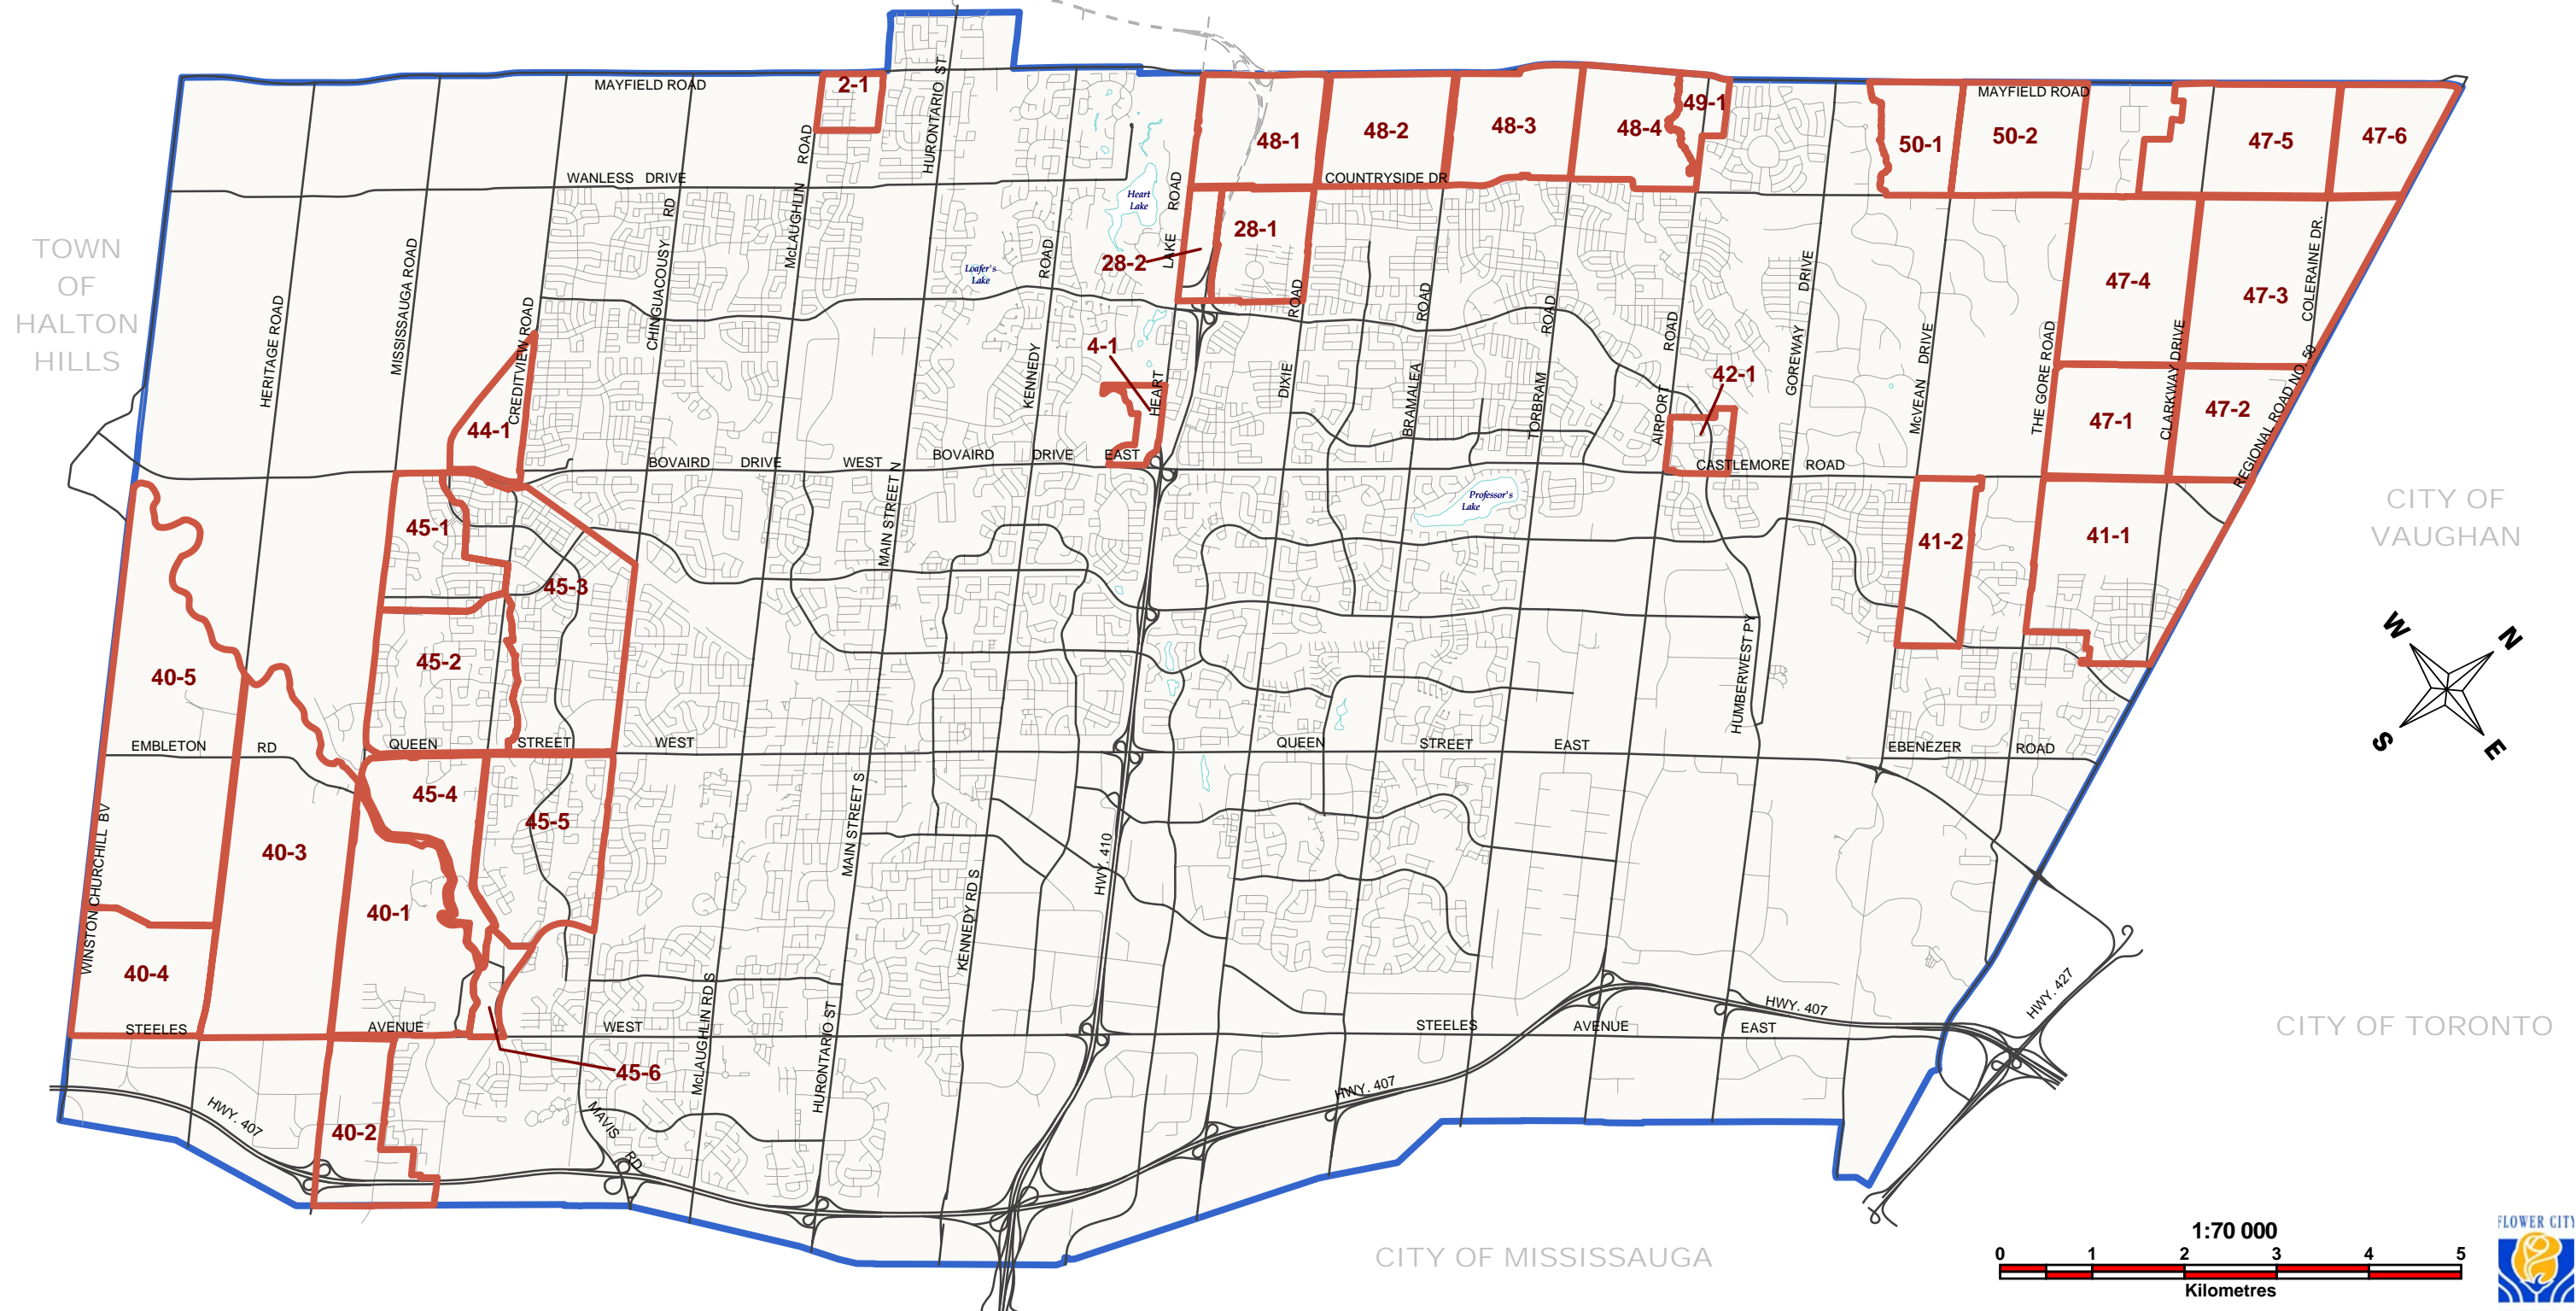 MAYFIELD ROAD
2-1
HURONTARIO ST
McLAUGHLIN ROAD
WANLESS DRIVE
CHINGUACOUSY RD
MISSISSAUGA ROAD
HERITAGE ROAD
CREDITVIEW ROAD
TOWN
OF
HALTON
HILLS
Heart
Lake
Loafer's
Lake
KENNEDY ROAD
HEART LAKE ROAD
48-1
48-2
48-3
48-4
49-1
COUNTRYSIDE DR
28-1
28-2
4-1
50-1
MAYFIELD ROAD
50-2
47-5
47-6
47-4
47-3
47-1
47-2
COLERAINE DR.
CLARKWAY DRIVE
THE GORE ROAD
REGIONAL ROAD NO. 50
McVEAN DRIVE
GOREWAY DRIVE
AIRPORT ROAD
TORBRAM ROAD
BRAMALEA ROAD
DIXIE ROAD
42-1
CASTLEMORE ROAD
44-1
BOVAIRD DRIVE WEST
BOVAIRD DRIVE EAST
MAIN STREET N
Professor's
Lake
45-1
45-3
45-2
40-5
41-2
41-1
CITY OF
VAUGHAN
W
N
S
E
HUMBERWEST PY
EMBLETON RD
QUEEN STREET WEST
QUEEN STREET EAST
EBENEZER ROAD
45-4
45-5
40-3
40-1
40-4
WINSTON CHURCHILL BV
MAIN STREET S
KENNEDY RD S
HWY. 410
McLAUGHLIN RD S
HURONTARIO ST
STEELES AVENUE WEST
STEELES AVENUE EAST
HWY. 407
HWY. 427
CITY OF TORONTO
45-6
40-2
HWY. 407
MAVIS RD
HWY. 407
CITY OF MISSISSAUGA
1:70 000
0 1 2 3 4 5
Kilometres
FLOWER CITY